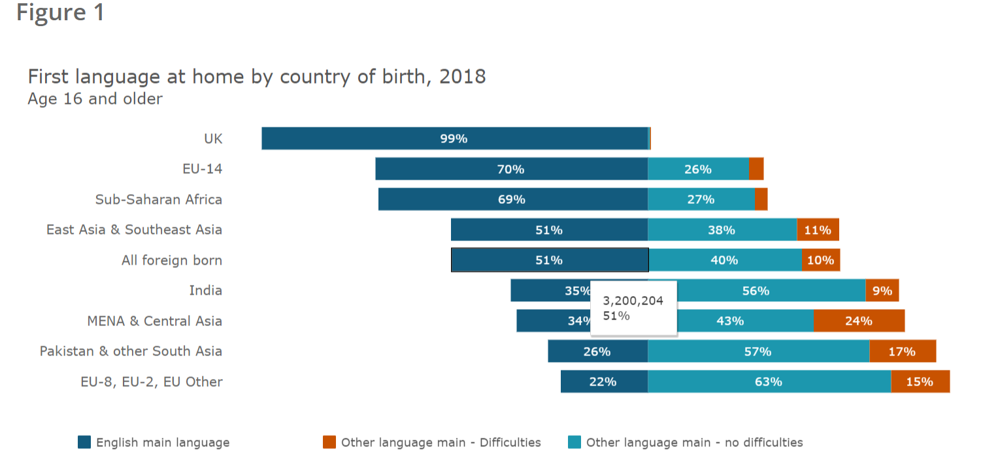 Figure 1
First language at home by country of birth, 2018
Age 16 and older
UK 99%
EU-14 70% 26%
Sub-Saharan Africa 69% 27%
East Asia & Southeast Asia 51% 38% 11%
All foreign born 51% 40% 10%
India 35% 56% 9%
3,200,204
51%
MENA & Central Asia 34% 43% 24%
Pakistan & other South Asia 26% 57% 17%
EU-8, EU-2, EU Other 22% 63% 15%
English main language Other language main - Difficulties Other language main - no difficulties